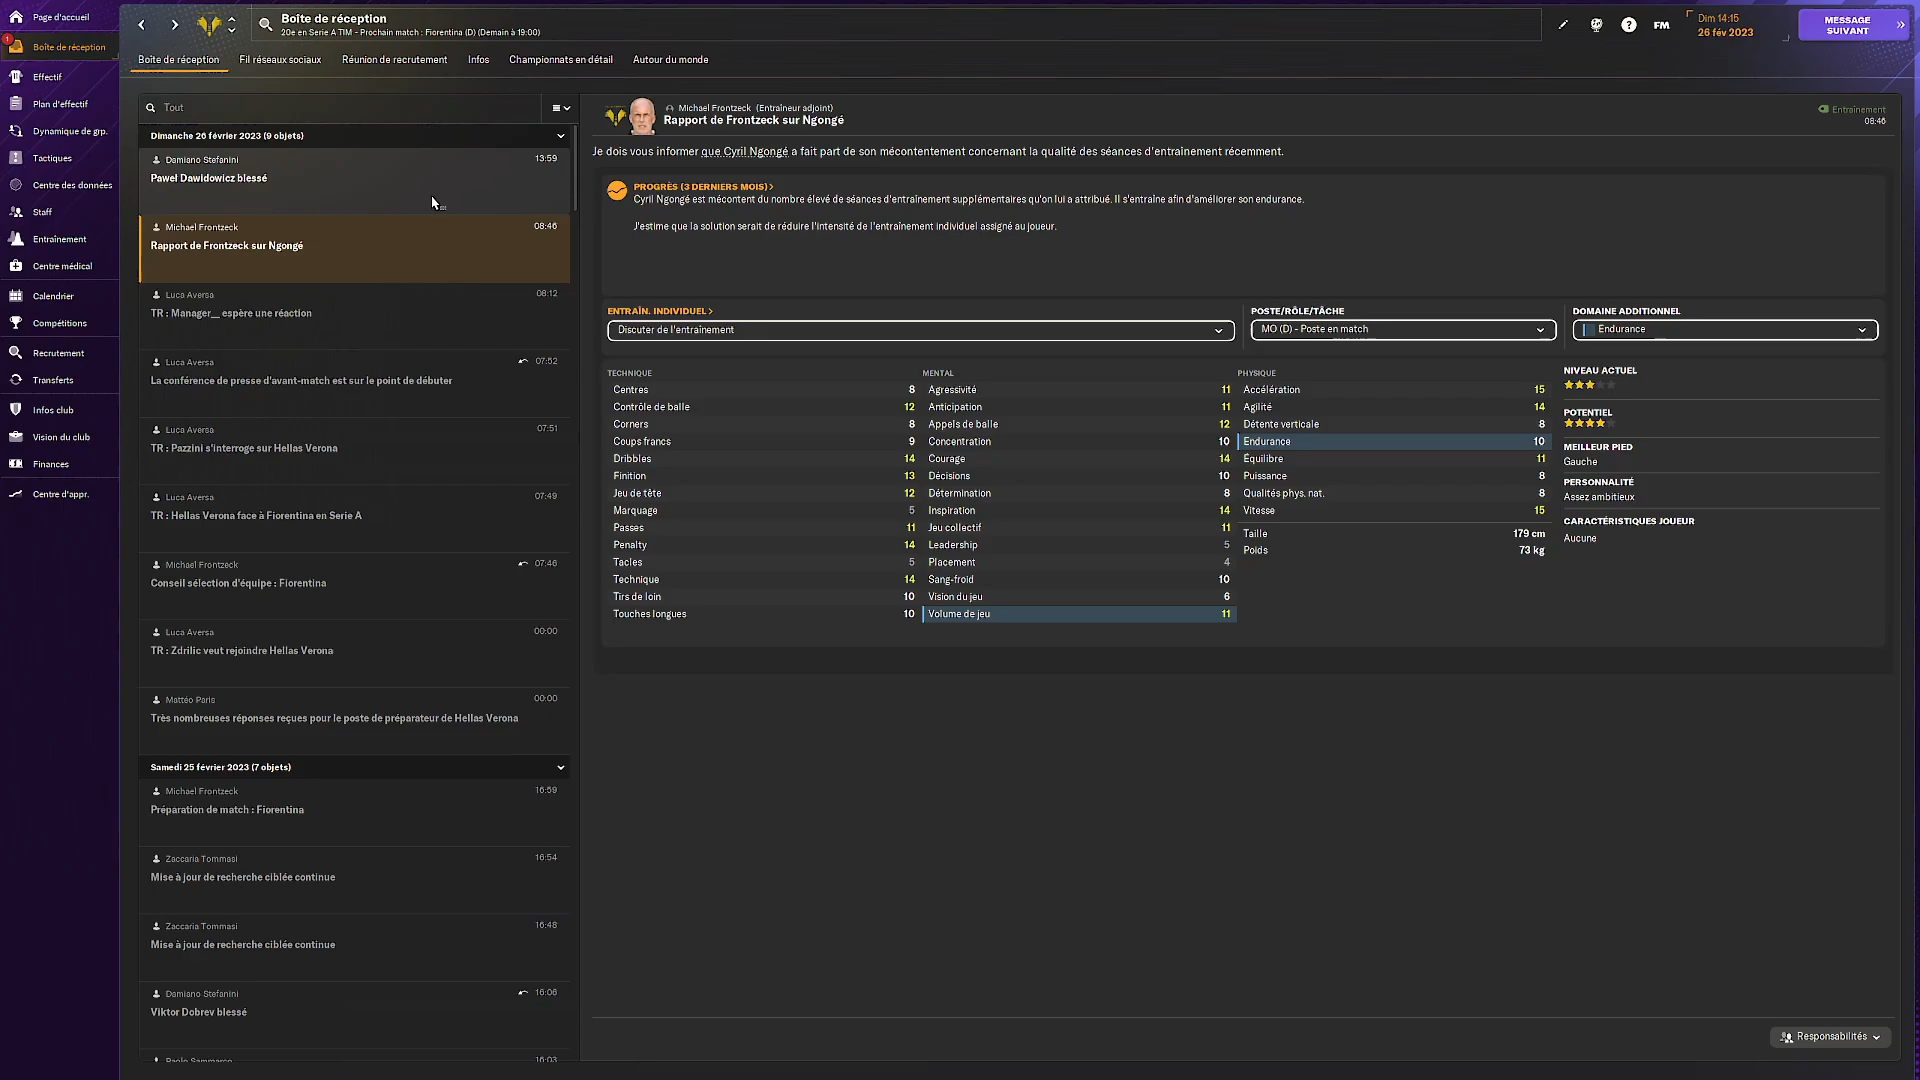 Page d'accueil
1
Boîte de réception
Effectif
Plan d'effectif
Dynamique de grp.
Tactiques
Centre des données
Staff
Entraînement
Centre médical
Calendrier
Compétitions
Recrutement
Transferts
Infos club
Vision du club
Finances
Centre d'appr.
Boîte de réception
20e en Serie A TIM - Prochain match : Fiorentina (D) (Demain à 19:00)
?
FM
Dim 14:15
26 fév 2023
MESSAGE
SUIVANT
Boîte de réception
Fil réseaux sociaux
Réunion de recrutement
Infos
Championnats en détail
Autour du monde
Tout
Dimanche 26 février 2023 (9 objets)
Damiano Stefanini 13:59
Paweł Dawidowicz blessé
Michael Frontzeck 08:46
Rapport de Frontzeck sur Ngongé
Luca Aversa 08:12
TR : Manager__ espère une réaction
Luca Aversa 07:52
La conférence de presse d'avant-match est sur le point de débuter
Luca Aversa 07:51
TR : Pazzini s'interroge sur Hellas Verona
Luca Aversa 07:49
TR : Hellas Verona face à Fiorentina en Serie A
Michael Frontzeck 07:46
Conseil sélection d'équipe : Fiorentina
Luca Aversa 00:00
TR : Zdrilic veut rejoindre Hellas Verona
Mattéo Paris 00:00
Très nombreuses réponses reçues pour le poste de préparateur de Hellas Verona
Samedi 25 février 2023 (7 objets)
Michael Frontzeck 16:59
Préparation de match : Fiorentina
Zaccaria Tommasi 16:54
Mise à jour de recherche ciblée continue
Zaccaria Tommasi 16:48
Mise à jour de recherche ciblée continue
Damiano Stefanini 16:06
Viktor Dobrev blessé
Paolo Sammarco 16:03
Michael Frontzeck (Entraîneur adjoint)
Rapport de Frontzeck sur Ngongé
Entraînement
08:46
Je dois vous informer que Cyril Ngongé a fait part de son mécontentement concernant la qualité des séances d'entraînement récemment.
PROGRÈS (3 DERNIERS MOIS) >
Cyril Ngongé est mécontent du nombre élevé de séances d'entraînement supplémentaires qu'on lui a attribué. Il s'entraîne afin d'améliorer son endurance.
J'estime que la solution serait de réduire l'intensité de l'entraînement individuel assigné au joueur.
ENTRAÎN. INDIVIDUEL >
Discuter de l'entraînement
POSTE/RÔLE/TÂCHE
MO (D) - Poste en match
DOMAINE ADDITIONNEL
Endurance
TECHNIQUE
Centres 8
Contrôle de balle 12
Corners 8
Coups francs 9
Dribbles 14
Finition 13
Jeu de tête 12
Marquage 5
Passes 11
Penalty 14
Tacles 5
Technique 14
Tirs de loin 10
Touches longues 10
MENTAL
Agressivité 11
Anticipation 11
Appels de balle 12
Concentration 10
Courage 14
Décisions 10
Détermination 8
Inspiration 14
Jeu collectif 11
Leadership 5
Placement 4
Sang-froid 10
Vision du jeu 6
Volume de jeu 11
PHYSIQUE
Accélération 15
Agilité 14
Détente verticale 8
Endurance 10
Équilibre 11
Puissance 8
Qualités phys. nat. 8
Vitesse 15
Taille 179 cm
Poids 73 kg
NIVEAU ACTUEL
POTENTIEL
MEILLEUR PIED
Gauche
PERSONNALITÉ
Assez ambitieux
CARACTÉRISTIQUES JOUEUR
Aucune
Responsabilités